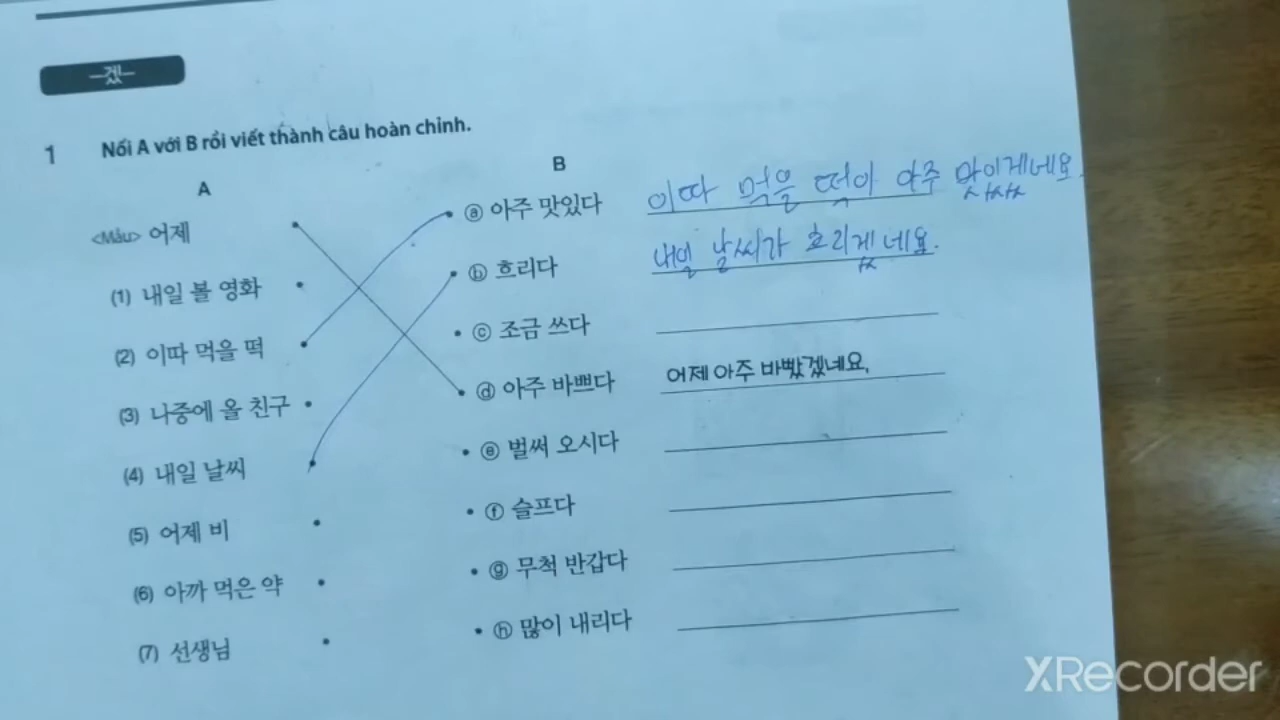 -겠-
1 Nối A với B rồi viết thành câu hoàn chỉnh.
A
B
<Mẫu> 어제
(1) 내일 볼 영화
(2) 이따 먹을 떡
(3) 나중에 올 친구
(4) 내일 날씨
(5) 어제 비
(6) 아까 먹은 약
(7) 선생님
ⓐ 아주 맛있다 이따 먹을 떡이 아주
ⓑ 흐리다 내일 날씨가 흐리겠네요.
ⓒ 조금 쓰다
ⓓ 아주 바쁘다 어제 아주 바빴겠네요.
ⓔ 벌써 오시다
ⓕ 슬프다
ⓖ 무척 반갑다
ⓗ 많이 내리다
XRecorder